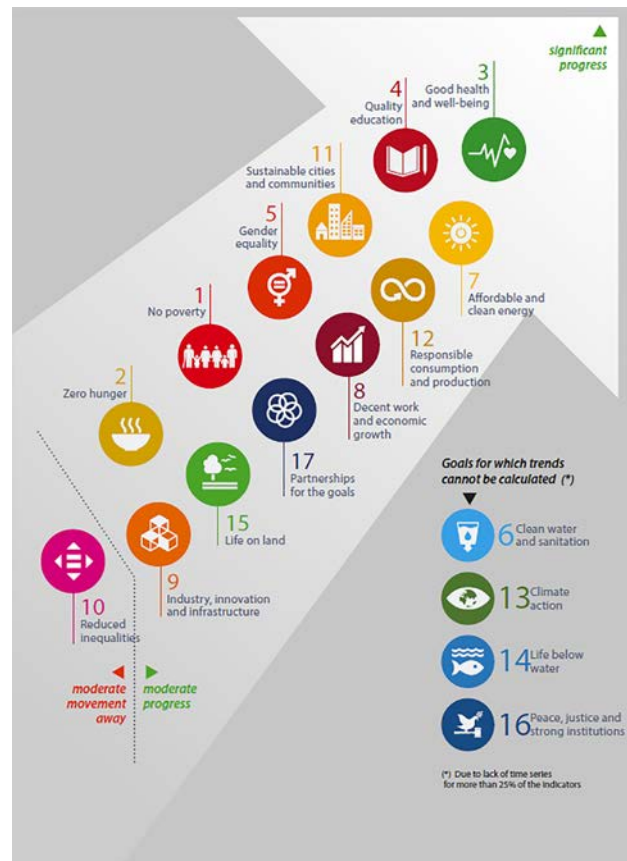 significant
progress
3
Good health
and well-being
4
Quality
education
11
Sustainable cities
and communities
5
Gender
equality
7
Affordable and
clean energy
1
No poverty
12
Responsible
consumption
and production
2
Zero hunger
8
Decent work
and economic
growth
17
Partnerships
for the goals
15
Life on land
9
Industry, innovation
and infrastructure
10
Reduced
inequalities
moderate
movement
away
moderate
progress
Goals for which trends
cannot be calculated (*)
6 Clean water
and sanitation
13 Climate
action
14 Life below
water
16 Peace, justice and
strong institutions
(*) Due to lack of time series
for more than 25% of the indicators